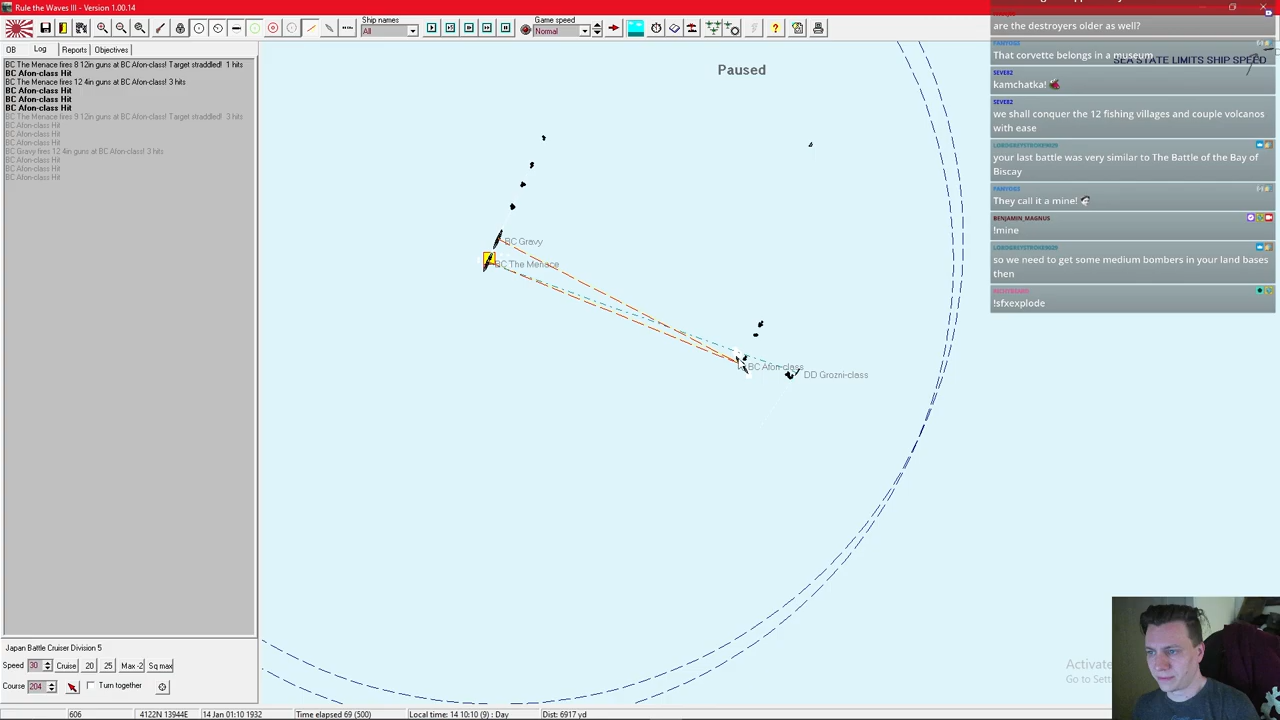 Rule the Waves III - Version 1.00.14
Ship names
All
Game speed
Normal
OB
Log
Reports
Objectives
BC The Menace fires 8 12in guns at BC Afon-class! Target straddled! 1 hits
BC Afon-class Hit
BC The Menace fires 12 4in guns at BC Afon-class! 3 hits
BC Afon-class Hit
BC Afon-class Hit
BC Afon-class Hit
BC The Menace fires 9 12in guns at BC Afon-class! Target straddled! 3 hits
BC Afon-class Hit
BC Afon-class Hit
BC Afon-class Hit
BC Gravy fires 12 4in guns at BC Afon-class! 3 hits
BC Afon-class Hit
BC Afon-class Hit
BC Afon-class Hit
Paused
SEA STATE LIMITS SHIP SPEED
BC Gravy
BC The Menace
BC Afon-class
DD Grozni-class
are the destroyers older as well?
That corvette belongs in a museum
SEVE82
kamchatka!
SEVE82
we shall conquer the 12 fishing villages and couple volcanos
with ease
your last battle was very similar to The Battle of the Bay of
Biscay
They call it a mine!
BENJAMIN_MAGNUS
!mine
so we need to get some medium bombers in your land bases
then
!sfxexplode
Japan Battle Cruiser Division 5
Speed 30 Cruise 20 25 Max -2 Sq max
Course 204 Turn together
Activate
Go to Sett
606
4122N 13944E
14 Jan 01:10 1932
Time elapsed 69 (500)
Local time: 14 10:10 (9) : Day
Dist: 6917 yd